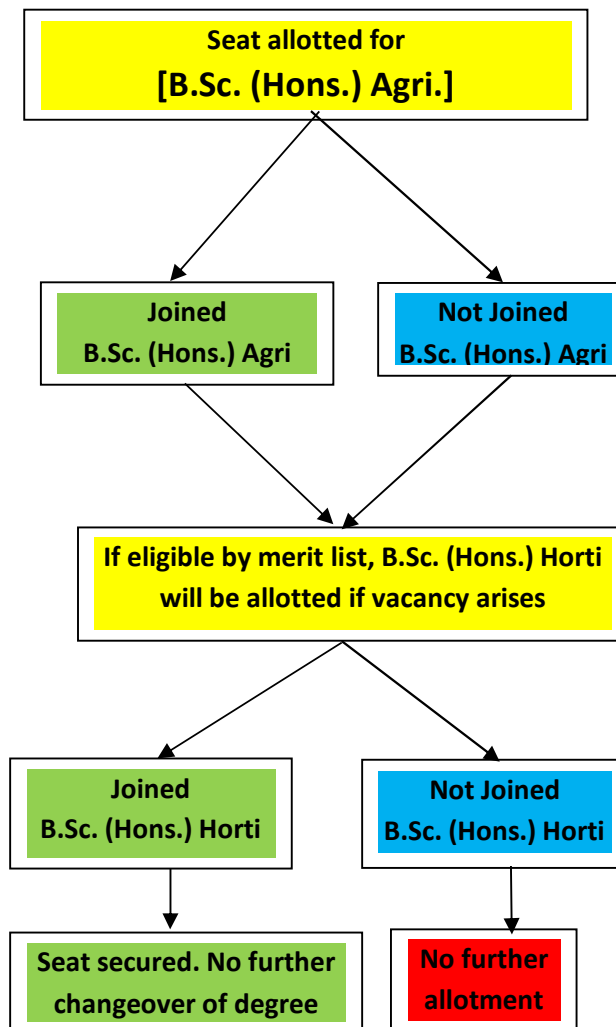 Seat allotted for
[B.Sc. (Hons.) Agri.]
Joined
B.Sc. (Hons.) Agri
Not Joined
B.Sc. (Hons.) Agri
If eligible by merit list, B.Sc. (Hons.) Horti
will be allotted if vacancy arises
Joined
B.Sc. (Hons.) Horti
Not Joined
B.Sc. (Hons.) Horti
Seat secured. No further
changeover of degree
No further
allotment